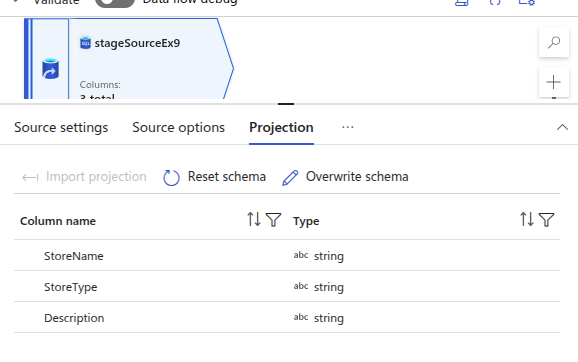 Validate Data flow debug
SQL stageSourceEx9
Columns:
3 total
Source settings Source options Projection ...
Import projection Reset schema Overwrite schema
Column name Type
StoreName abc string
StoreType abc string
Description abc string